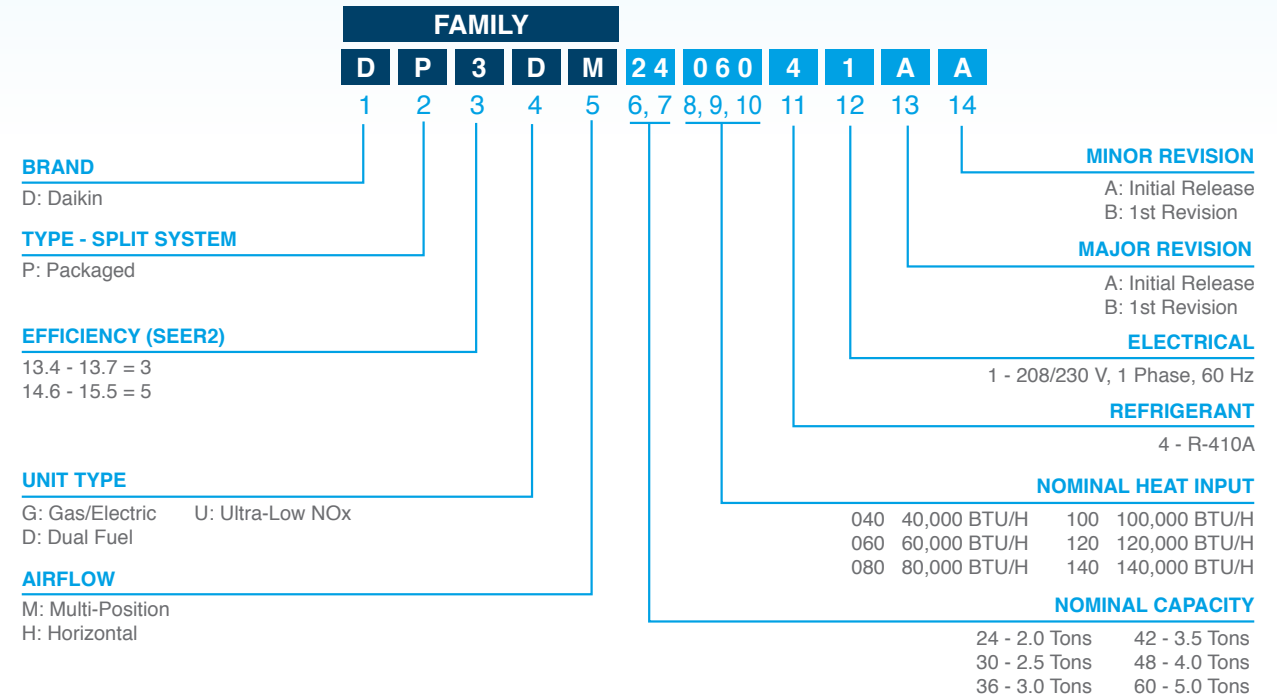 FAMILY
D P 3 D M 24 060 4 1 A A
1 2 3 4 5 6, 7 8, 9, 10 11 12 13 14
BRAND
D: Daikin
TYPE - SPLIT SYSTEM
P: Packaged
EFFICIENCY (SEER2)
13.4 - 13.7 = 3
14.6 - 15.5 = 5
UNIT TYPE
G: Gas/Electric U: Ultra-Low NOx
D: Dual Fuel
AIRFLOW
M: Multi-Position
H: Horizontal
MINOR REVISION
A: Initial Release
B: 1st Revision
MAJOR REVISION
A: Initial Release
B: 1st Revision
ELECTRICAL
1 - 208/230 V, 1 Phase, 60 Hz
REFRIGERANT
4 - R-410A
NOMINAL HEAT INPUT
040 40,000 BTU/H 100 100,000 BTU/H
060 60,000 BTU/H 120 120,000 BTU/H
080 80,000 BTU/H 140 140,000 BTU/H
NOMINAL CAPACITY
24 - 2.0 Tons 42 - 3.5 Tons
30 - 2.5 Tons 48 - 4.0 Tons
36 - 3.0 Tons 60 - 5.0 Tons